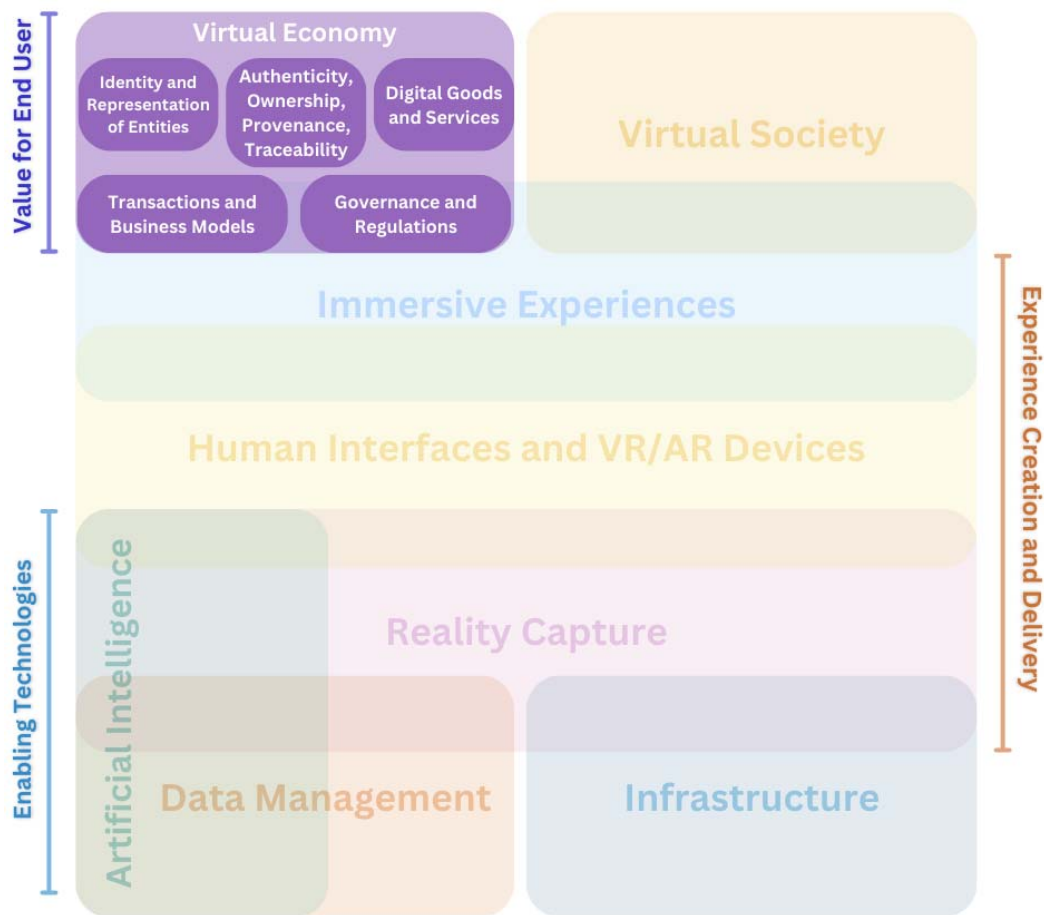 Value for End User
Virtual Economy
Identity and
Representation
of Entities
Authenticity,
Ownership,
Provenance,
Traceability
Digital Goods
and Services
Transactions and
Business Models
Governance and
Regulations
Virtual Society
Immersive Experiences
Human Interfaces and VR/AR Devices
Experience Creation and Delivery
Enabling Technologies
Artificial Intelligence
Reality Capture
Data Management
Infrastructure